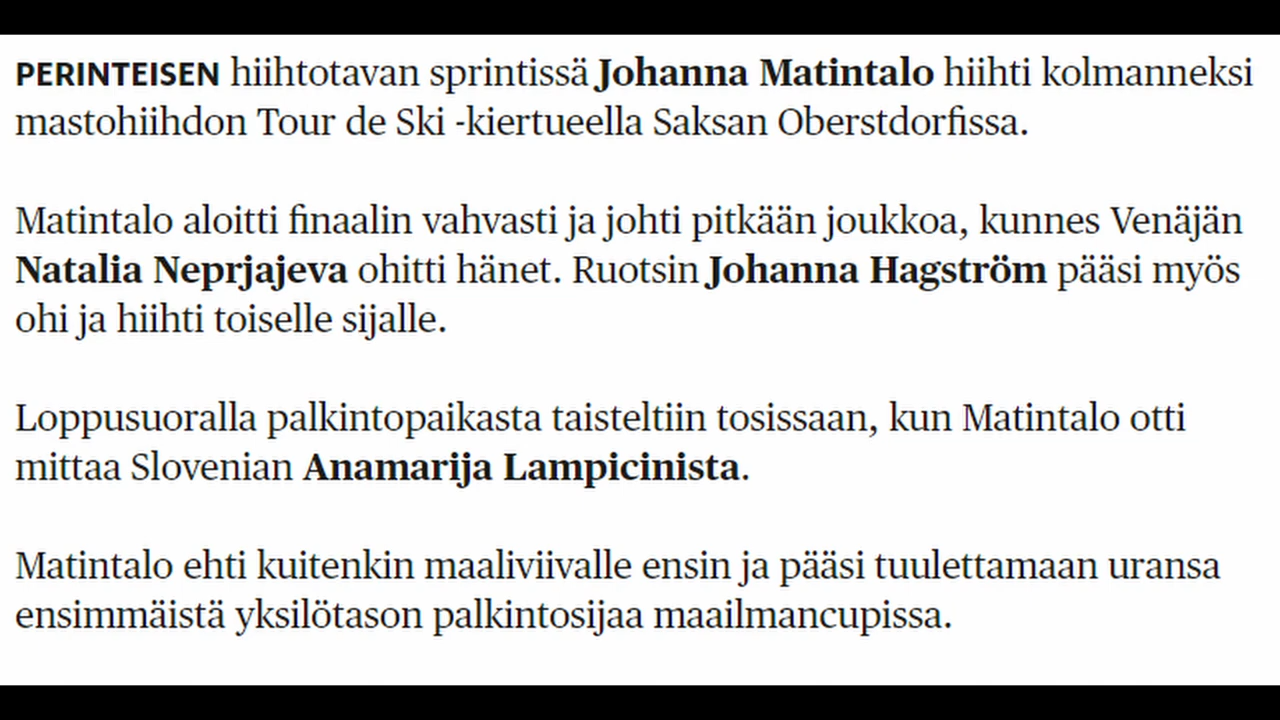 PERINTEISEN hiihtotavan sprintissä Johanna Matintalo hiihti kolmanneksi
mastohiihdon Tour de Ski -kiertueella Saksan Oberstdorfissa.
Matintalo aloitti finaalin vahvasti ja johti pitkään joukkoa, kunnes Venäjän
Natalia Neprjajeva ohitti hänet. Ruotsin Johanna Hagström pääsi myös
ohi ja hiihti toiselle sijalle.
Loppusuoralla palkintopaikasta taisteltiin tosissaan, kun Matintalo otti
mittaa Slovenian Anamarija Lampicinista.
Matintalo ehti kuitenkin maaliviivalle ensin ja pääsi tuulettamaan uransa
ensimmäistä yksilötason palkintosijaa maailmancupissa.